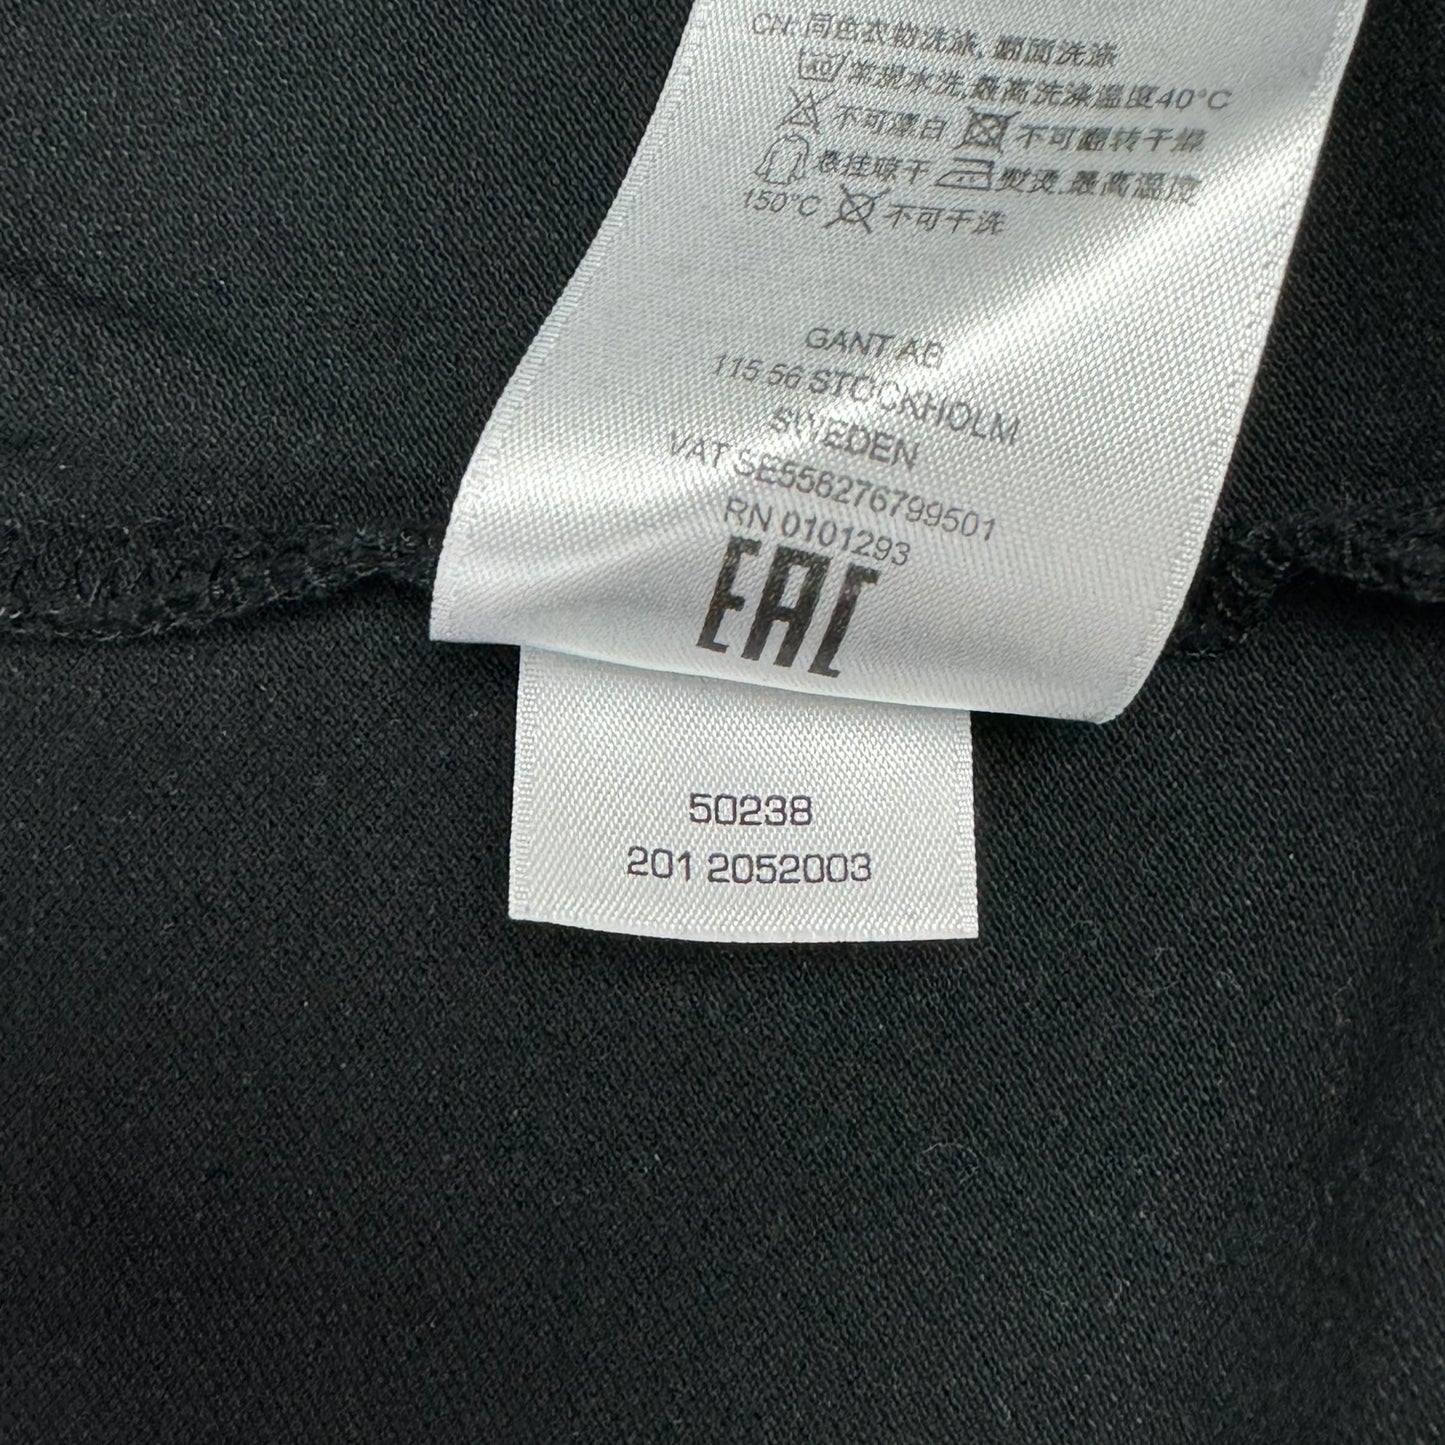 CN: 同色衣物洗涤, 翻面洗涤
40 常规水洗,最高洗涤温度40°C
不可漂白 不可翻转干燥
悬挂晾干 熨烫,最高温度
150°C 不可干洗
GANT AB
115 56 STOCKHOLM
SWEDEN
VAT SE556276799501
RN 0101293
EAC
50238
201 2052003